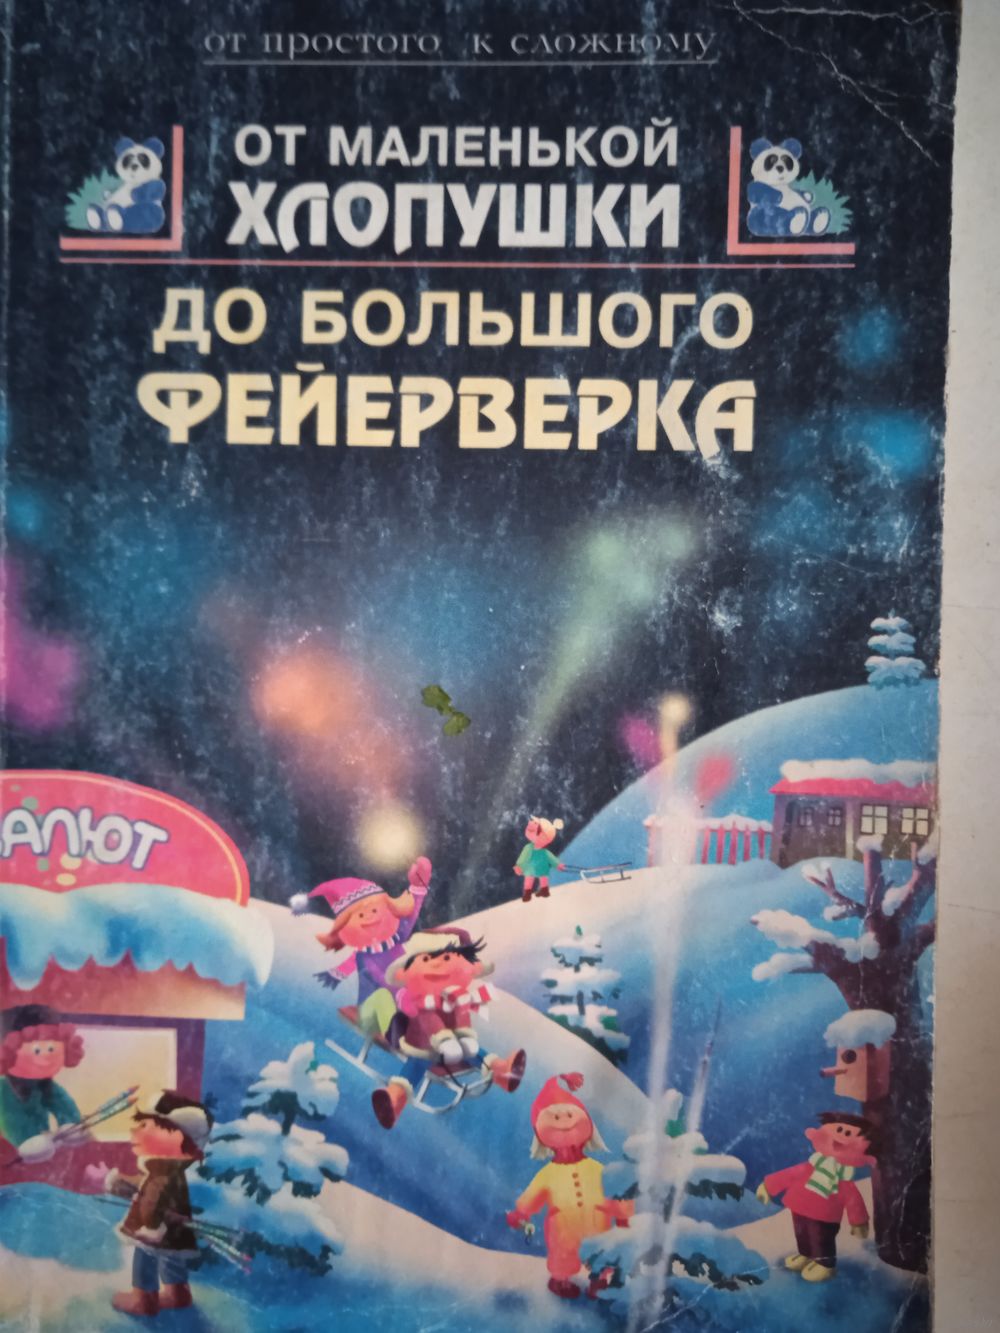 от простого к сложному
ОТ МАЛЕНЬКОЙ
ХЛОПУШКИ
ДО БОЛЬШОГО
ФЕЙЕРВЕРКА
АЛЮТ